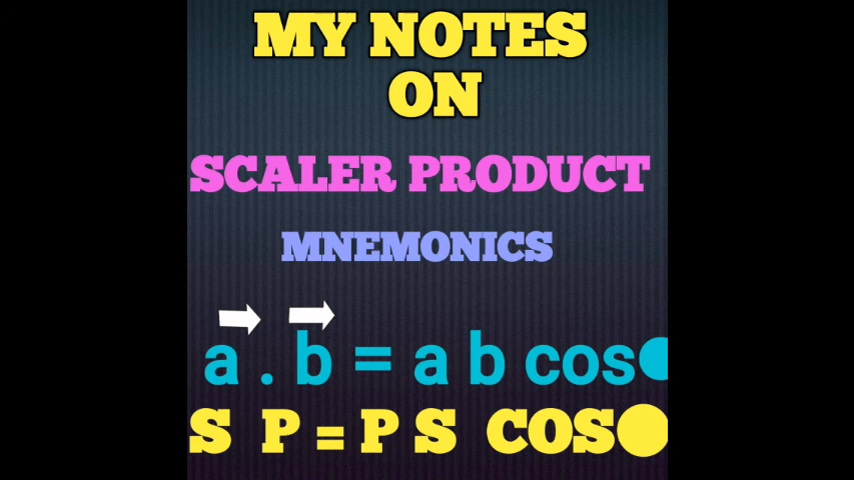 MY NOTES
ON
SCALER PRODUCT
MNEMONICS
a . b = a b cos●
S P = P S COS●